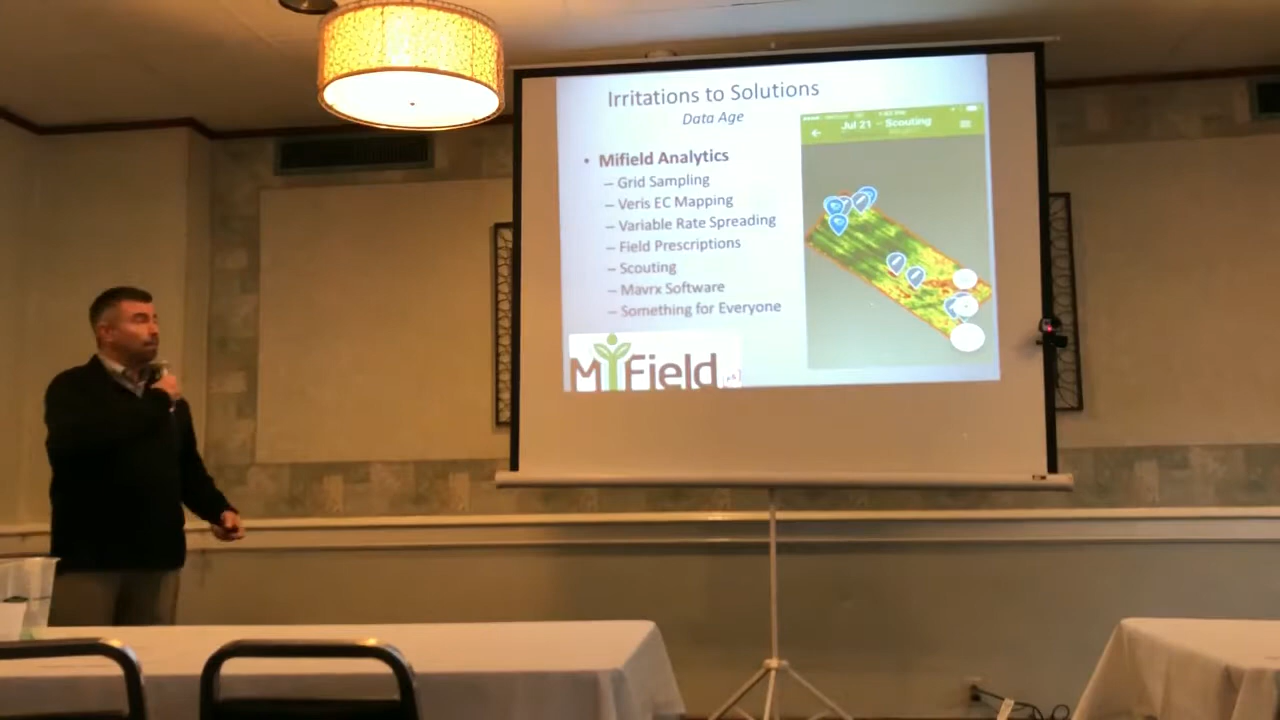 Irritations to Solutions
Data Age
• Mifield Analytics
– Grid Sampling
– Veris EC Mapping
– Variable Rate Spreading
– Field Prescriptions
– Scouting
– Mavrx Software
– Something for Everyone
Jul 21 - Scouting
MYField